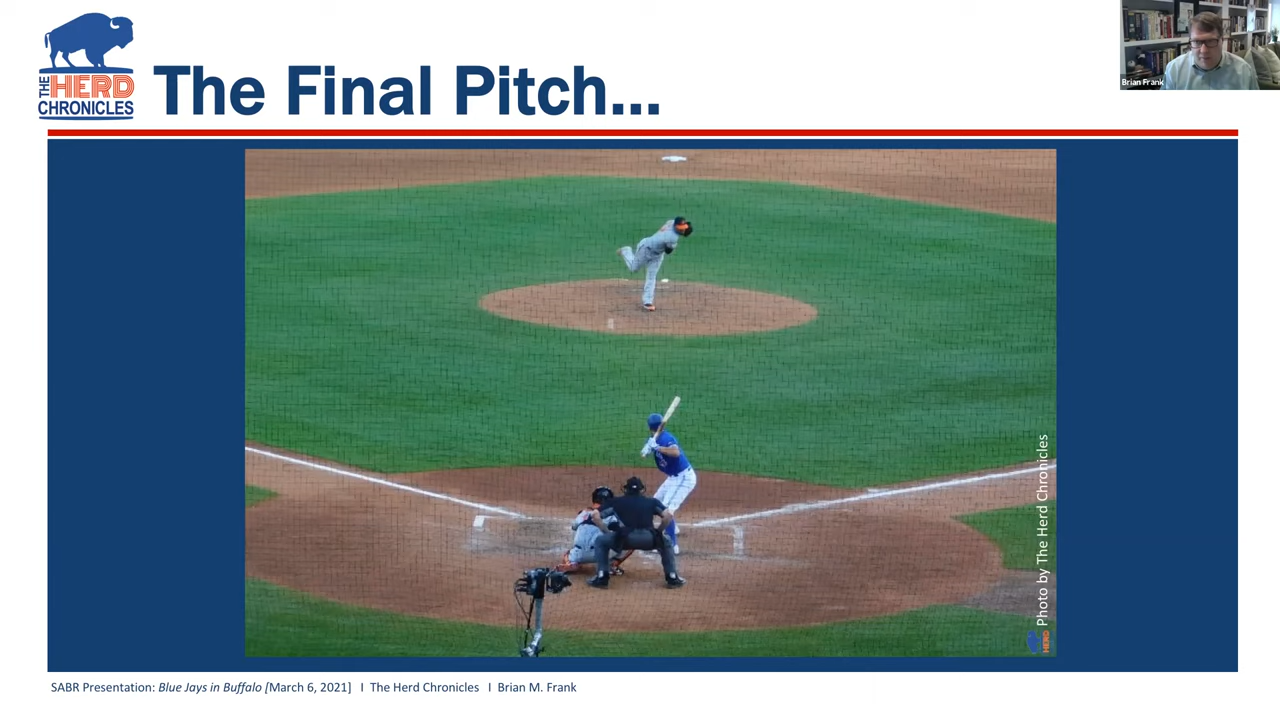 THE HERD
CHRONICLES
The Final Pitch...
Brian Frank
Photo by The Herd Chronicles
HERD
SABR Presentation: Blue Jays in Buffalo [March 6, 2021] I The Herd Chronicles I Brian M. Frank